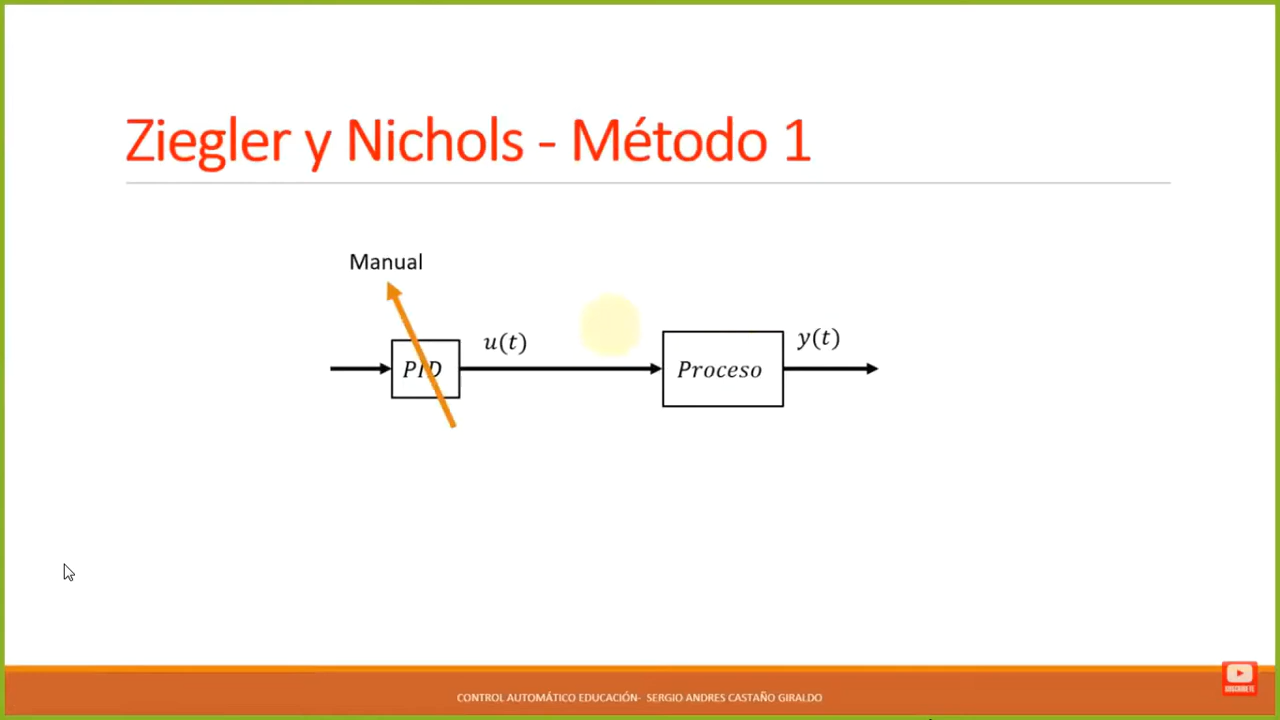 Ziegler y Nichols - Método 1
Manual
PID
u(t)
Proceso
y(t)
CONTROL AUTOMÁTICO EDUCACIÓN- SERGIO ANDRES CASTAÑO GIRALDO